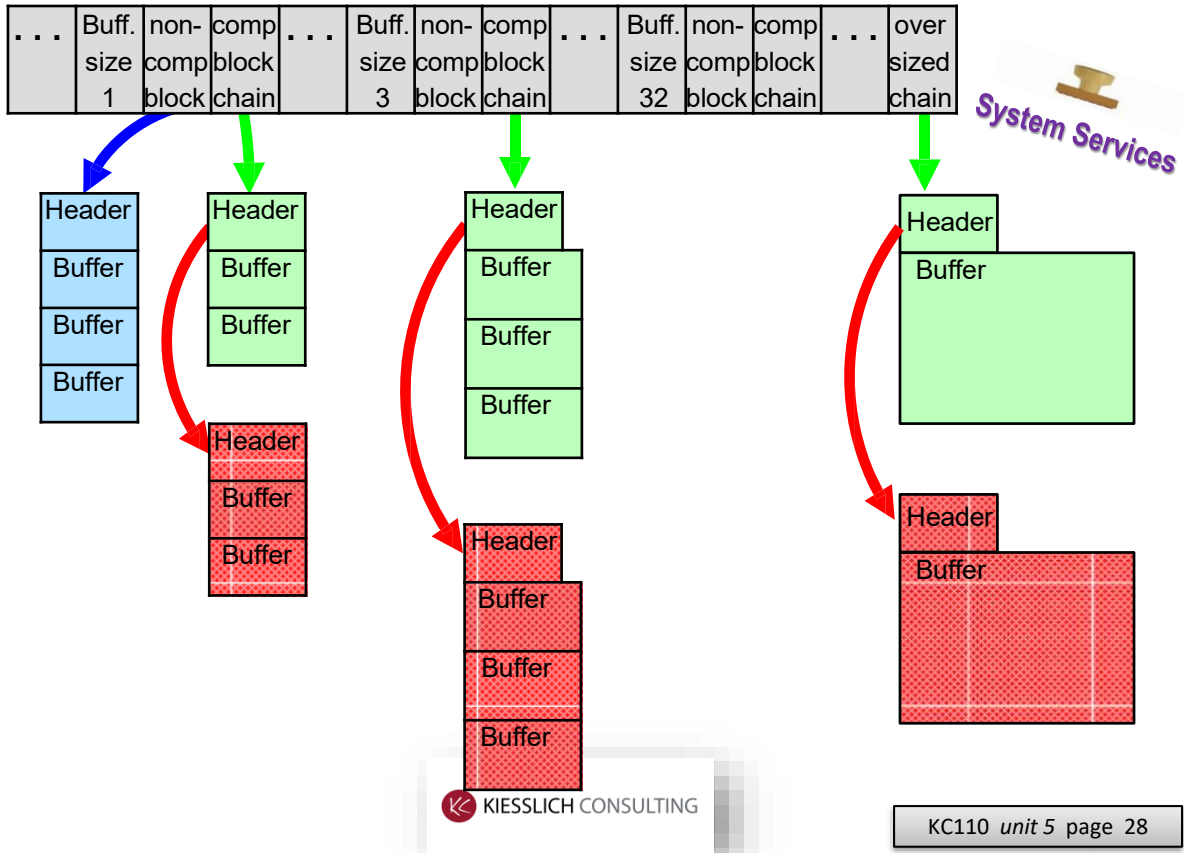 . . .
Buff.
size
1
non-
comp
block
comp
block
chain
. . .
Buff.
size
3
non-
comp
block
comp
block
chain
. . .
Buff.
size
32
non-
comp
block
comp
block
chain
. . .
over
sized
chain
System Services
Header
Buffer
Buffer
Buffer
Header
Buffer
Buffer
Header
Buffer
Buffer
Header
Buffer
Buffer
Buffer
Header
Buffer
Buffer
Buffer
Header
Buffer
Header
Buffer
KC KIESSLICH CONSULTING
KC110 unit 5 page 28